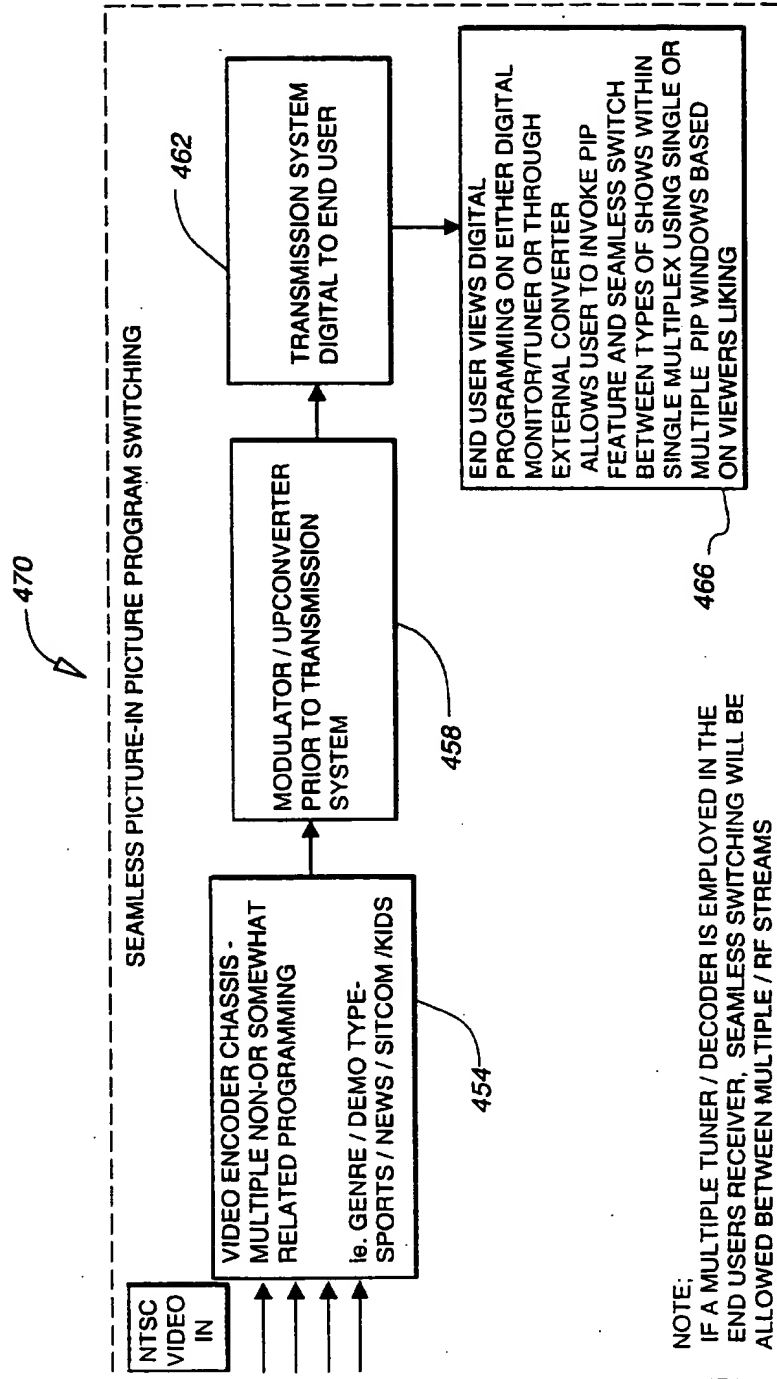 470
SEAMLESS PICTURE-IN PICTURE PROGRAM SWITCHING
NTSC
VIDEO
IN
VIDEO ENCODER CHASSIS -
MULTIPLE NON-OR SOMEWHAT
RELATED PROGRAMMING
ie. GENRE / DEMO TYPE-
SPORTS / NEWS / SITCOM /KIDS
454
MODULATOR / UPCONVERTER
PRIOR TO TRANSMISSION
SYSTEM
458
TRANSMISSION SYSTEM
DIGITAL TO END USER
462
END USER VIEWS DIGITAL
PROGRAMMING ON EITHER DIGITAL
MONITOR/TUNER OR THROUGH
EXTERNAL CONVERTER
ALLOWS USER TO INVOKE PIP
FEATURE AND SEAMLESS SWITCH
BETWEEN TYPES OF SHOWS WITHIN
SINGLE MULTIPLEX USING SINGLE OR
MULTIPLE PIP WINDOWS BASED
ON VIEWERS LIKING
466
NOTE;
IF A MULTIPLE TUNER / DECODER IS EMPLOYED IN THE
END USERS RECEIVER, SEAMLESS SWITCHING WILL BE
ALLOWED BETWEEN MULTIPLE / RF STREAMS